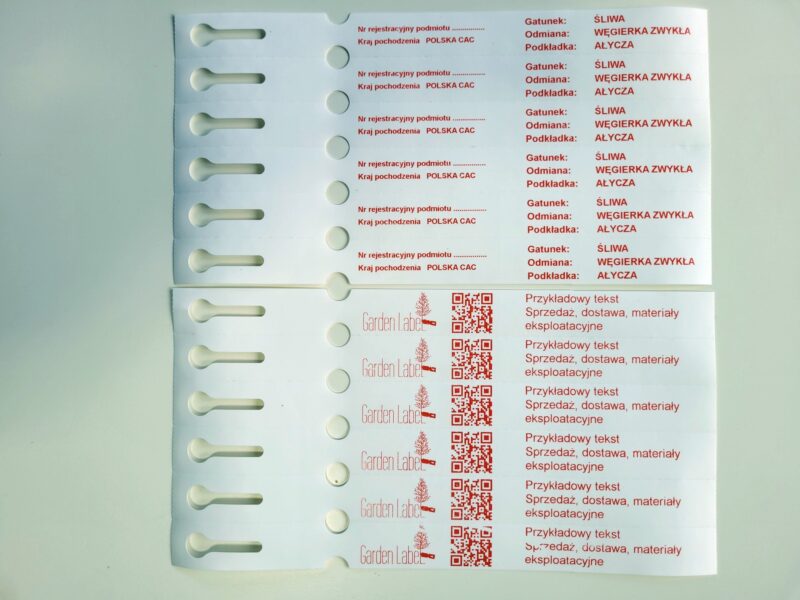 Nr rejestracyjny podmiotu ................
Kraj pochodzenia POLSKA CAC
Gatunek: ŚLIWA
Odmiana: WĘGIERKA ZWYKŁA
Podkładka: AŁYCZA
Nr rejestracyjny podmiotu ................
Kraj pochodzenia POLSKA CAC
Gatunek: ŚLIWA
Odmiana: WĘGIERKA ZWYKŁA
Podkładka: AŁYCZA
Nr rejestracyjny podmiotu ................
Kraj pochodzenia POLSKA CAC
Gatunek: ŚLIWA
Odmiana: WĘGIERKA ZWYKŁA
Podkładka: AŁYCZA
Nr rejestracyjny podmiotu ................
Kraj pochodzenia POLSKA CAC
Gatunek: ŚLIWA
Odmiana: WĘGIERKA ZWYKŁA
Podkładka: AŁYCZA
Nr rejestracyjny podmiotu ................
Kraj pochodzenia POLSKA CAC
Gatunek: ŚLIWA
Odmiana: WĘGIERKA ZWYKŁA
Podkładka: AŁYCZA
Nr rejestracyjny podmiotu ................
Kraj pochodzenia POLSKA CAC
Gatunek: ŚLIWA
Odmiana: WĘGIERKA ZWYKŁA
Podkładka: AŁYCZA
Garden Label
Przykładowy tekst
Sprzedaż, dostawa, materiały
eksploatacyjne
Garden Label
Przykładowy tekst
Sprzedaż, dostawa, materiały
eksploatacyjne
Garden Label
Przykładowy tekst
Sprzedaż, dostawa, materiały
eksploatacyjne
Garden Label
Przykładowy tekst
Sprzedaż, dostawa, materiały
eksploatacyjne
Garden Label
Przykładowy tekst
Sprzedaż, dostawa, materiały
eksploatacyjne
Garden Label
Przykładowy tekst
Sprzedaż, dostawa, materiały
eksploatacyjne